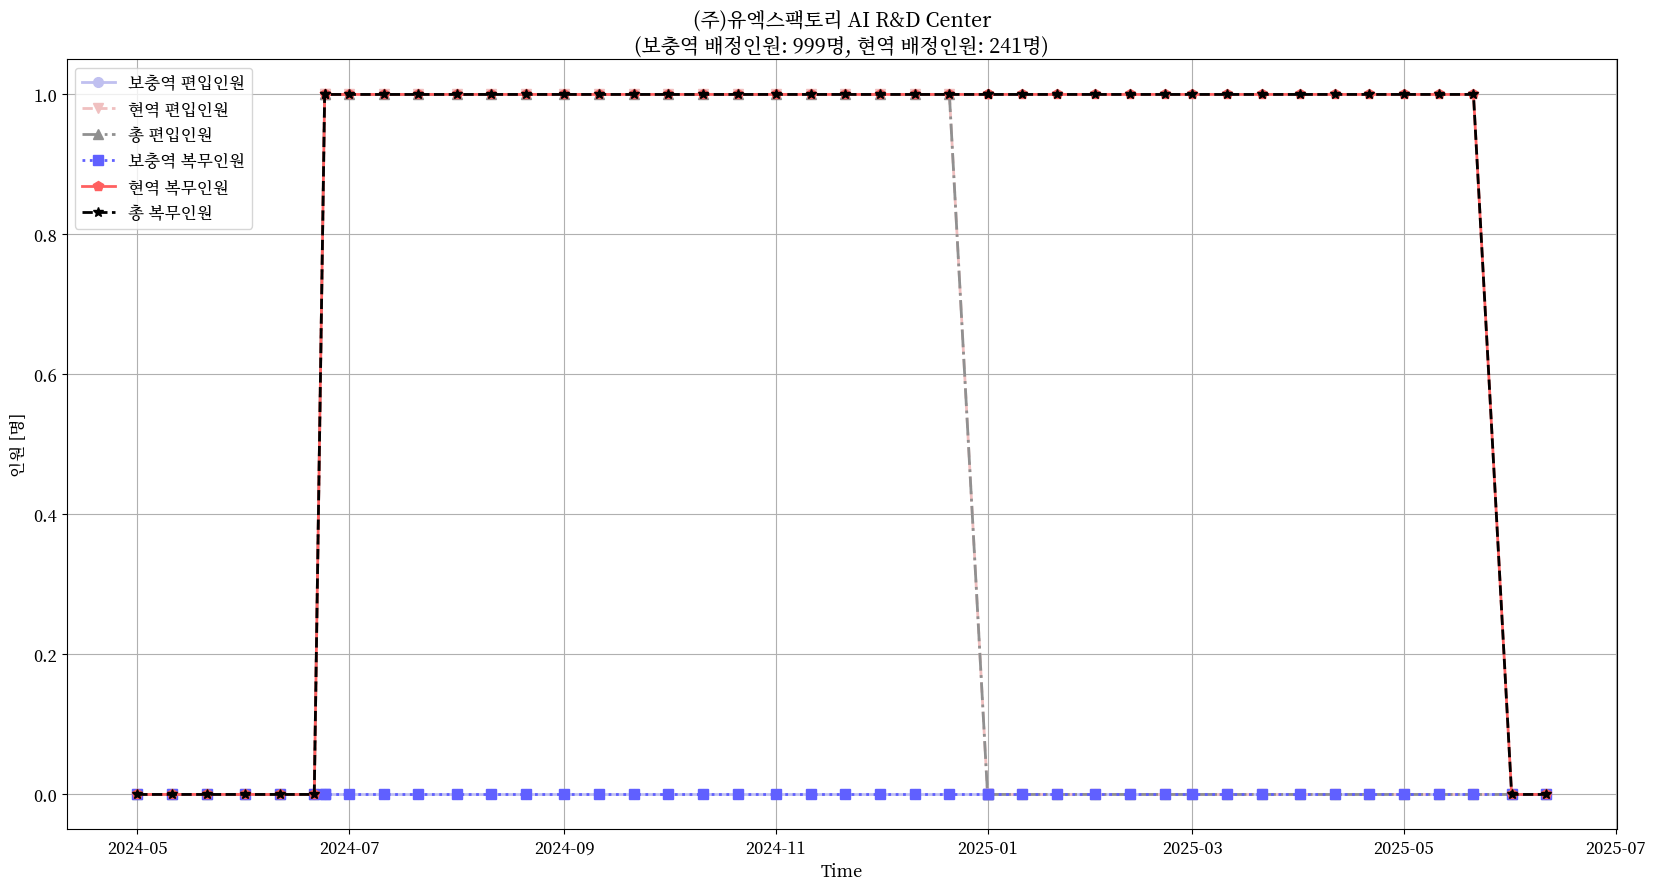 (주)유엑스팩토리 AI R&D Center
(보충역 배정인원: 999명, 현역 배정인원: 241명)
보충역 편입인원
현역 편입인원
총 편입인원
보충역 복무인원
현역 복무인원
총 복무인원
1.0
0.8
0.6
0.4
0.2
0.0
인원 [명]
2024-05
2024-07
2024-09
2024-11
2025-01
2025-03
2025-05
2025-07
Time